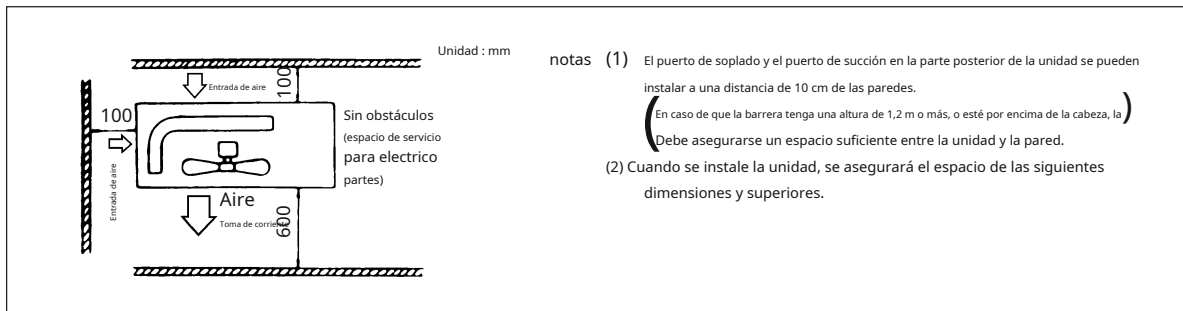 Unidad : mm
Entrada de aire
100
100
Entrada de aire
Sin obstáculos
(espacio de servicio
para electrico
partes)
Aire
Toma de corriente
600
notas (1) El puerto de soplado y el puerto de succión en la parte posterior de la unidad se pueden
instalar a una distancia de 10 cm de las paredes.
(En caso de que la barrera tenga una altura de 1,2 m o más, o esté por encima de la cabeza, la)
Debe asegurarse un espacio suficiente entre la unidad y la pared.
(2) Cuando se instale la unidad, se asegurará el espacio de las siguientes
dimensiones y superiores.